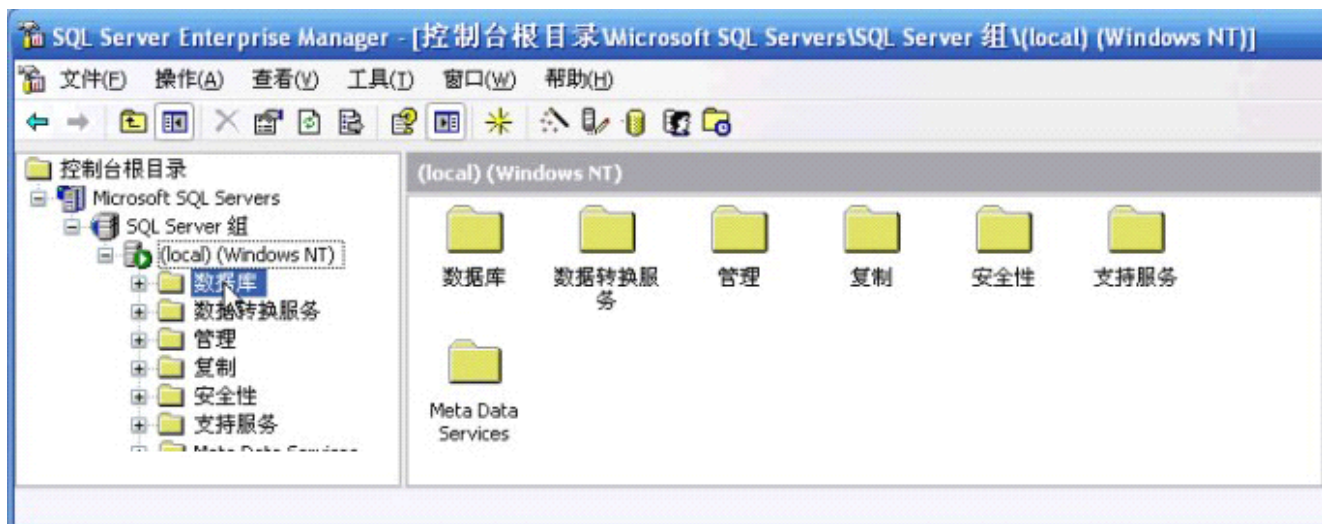 SQL Server Enterprise Manager - [控制台根目录\Microsoft SQL Servers\SQL Server 组\(local) (Windows NT)]
文件(F) 操作(A) 查看(V) 工具(T) 窗口(W) 帮助(H)
控制台根目录
Microsoft SQL Servers
SQL Server 组
(local) (Windows NT)
数据库
数据转换服务
管理
复制
安全性
支持服务
Meta Data Services
(local) (Windows NT)
数据库
数据转换服
务
管理
复制
安全性
支持服务
Meta Data
Services